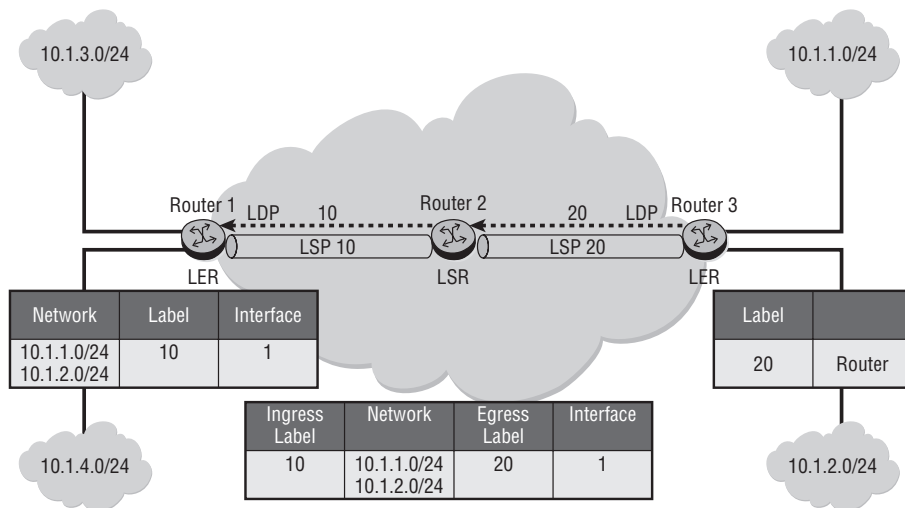 10.1.3.0/24
10.1.1.0/24
Router 1
Router 2
Router 3
LDP
10
20
LDP
LSP 10
LSP 20
LER
LSR
LER
Network Label Interface
10.1.1.0/24 10 1
10.1.2.0/24
Label
20 Router
Ingress Label Network Egress Label Interface
10 10.1.1.0/24 20 1
10.1.2.0/24
10.1.4.0/24
10.1.2.0/24